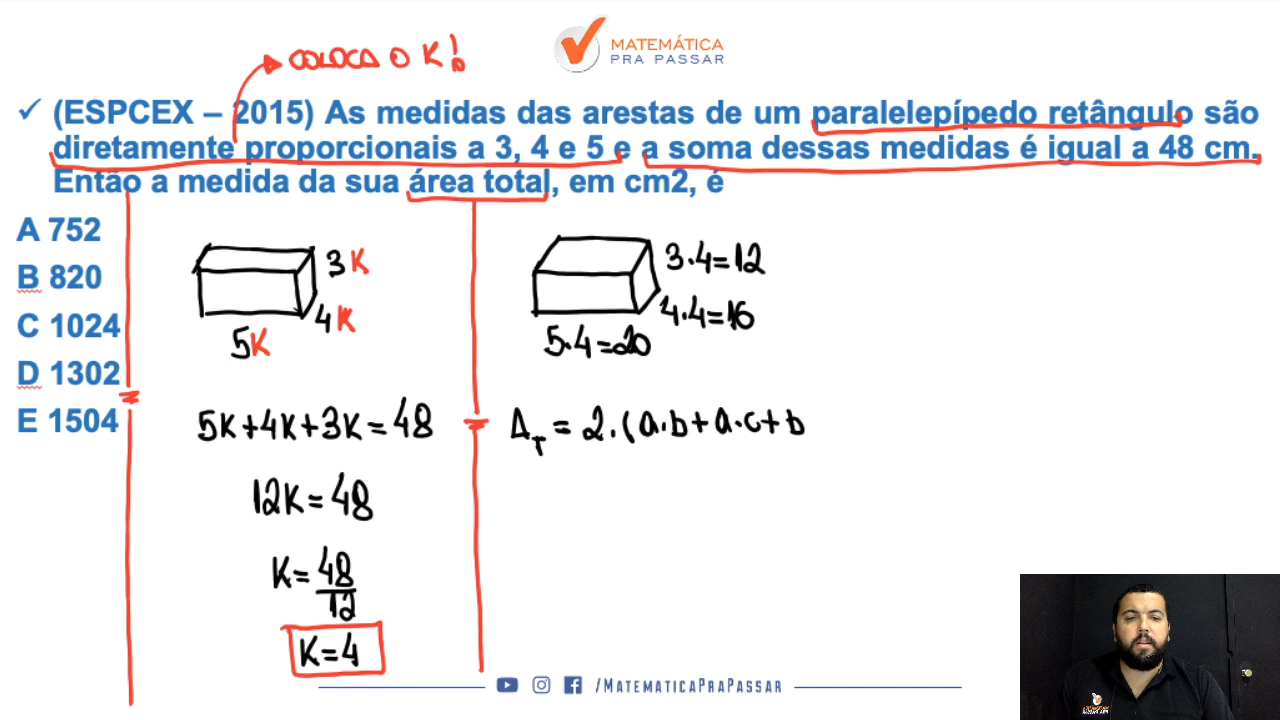 COLOCA O K!
MATEMÁTICA
PRA PASSAR
✓ (ESPCEX – 2015) As medidas das arestas de um paralelepípedo retângulo são
diretamente proporcionais a 3, 4 e 5 e a soma dessas medidas é igual a 48 cm.
Então a medida da sua área total, em cm2, é
A 752
B 820
C 1024
D 1302
E 1504
3K
4K
5K
5K+4K+3K=48
12K=48
K=48/12
K=4
3.4=12
4.4=16
5.4=20
AT = 2.(a.b+a.c+b
/MatematicaPraPassar